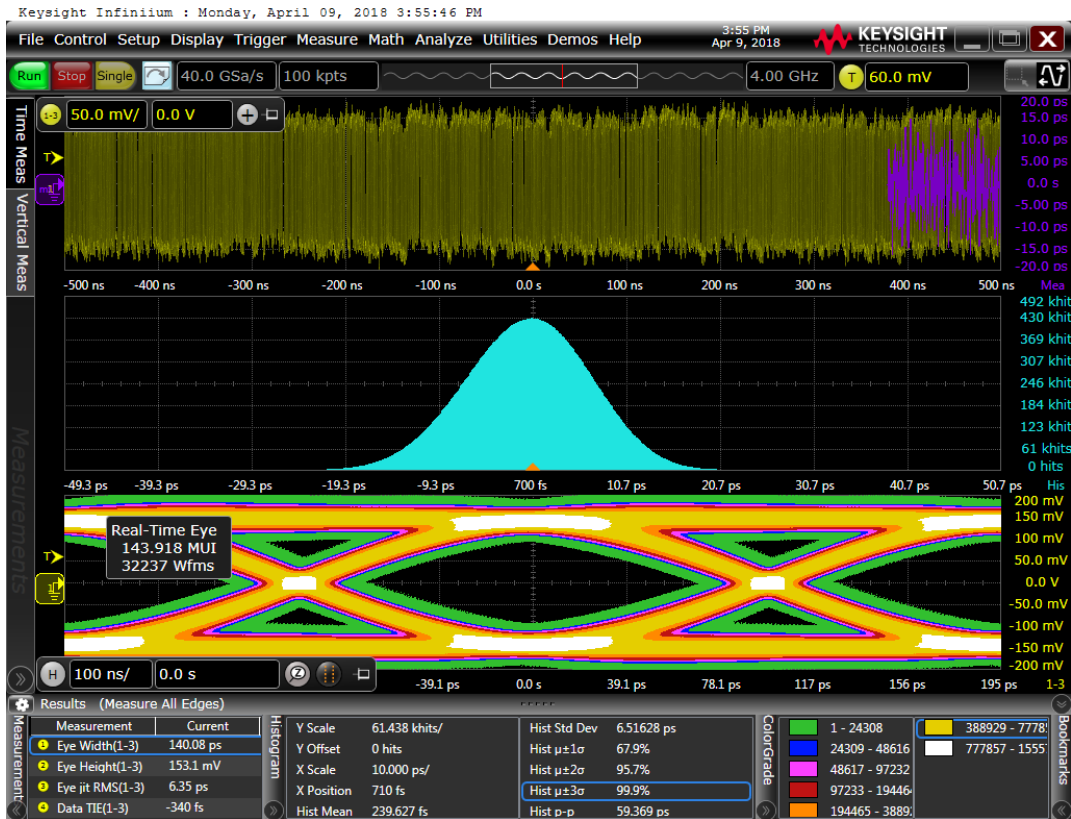 Keysight Infiniium : Monday, April 09, 2018 3:55:46 PM
File Control Setup Display Trigger Measure Math Analyze Utilities Demos Help
3:55 PM
Apr 9, 2018
KEYSIGHT
TECHNOLOGIES
X
Run Stop Single 40.0 GSa/s 100 kpts 4.00 GHz T 60.0 mV
Time Meas
Vertical Meas
Measurements
1-3 50.0 mV/ 0.0 V
T
m1
20.0 ps
15.0 ps
10.0 ps
5.00 ps
0.0 s
-5.00 ps
-10.0 ps
-15.0 ps
-20.0 ps
-500 ns -400 ns -300 ns -200 ns -100 ns 0.0 s 100 ns 200 ns 300 ns 400 ns 500 ns Mea
492 khit
430 khit
369 khit
307 khit
246 khit
184 khit
123 khit
61 khits
0 hits
-49.3 ps -39.3 ps -29.3 ps -19.3 ps -9.3 ps 700 fs 10.7 ps 20.7 ps 30.7 ps 40.7 ps 50.7 ps His
200 mV
150 mV
100 mV
50.0 mV
0.0 V
-50.0 mV
-100 mV
-150 mV
-200 mV
Real-Time Eye
143.918 MUI
32237 Wfms
T
H 100 ns/ 0.0 s Z
-39.1 ps 0.0 s 39.1 ps 78.1 ps 117 ps 156 ps 195 ps 1-3
Results (Measure All Edges)
Measurement
Measurement Current
1 Eye Width(1-3) 140.08 ps
2 Eye Height(1-3) 153.1 mV
3 Eye jit RMS(1-3) 6.35 ps
4 Data TIE(1-3) -340 fs
Histogram
Y Scale 61.438 khits/ Hist Std Dev 6.51628 ps
Y Offset 0 hits Hist µ±1σ 67.9%
X Scale 10.000 ps/ Hist µ±2σ 95.7%
X Position 710 fs Hist µ±3σ 99.9%
Hist Mean 239.627 fs Hist p-p 59.369 ps
ColorGrade
1 - 24308 388929 - 7778
24309 - 48616 777857 - 1555
48617 - 97232
97233 - 19446
194465 - 3889
Bookmarks